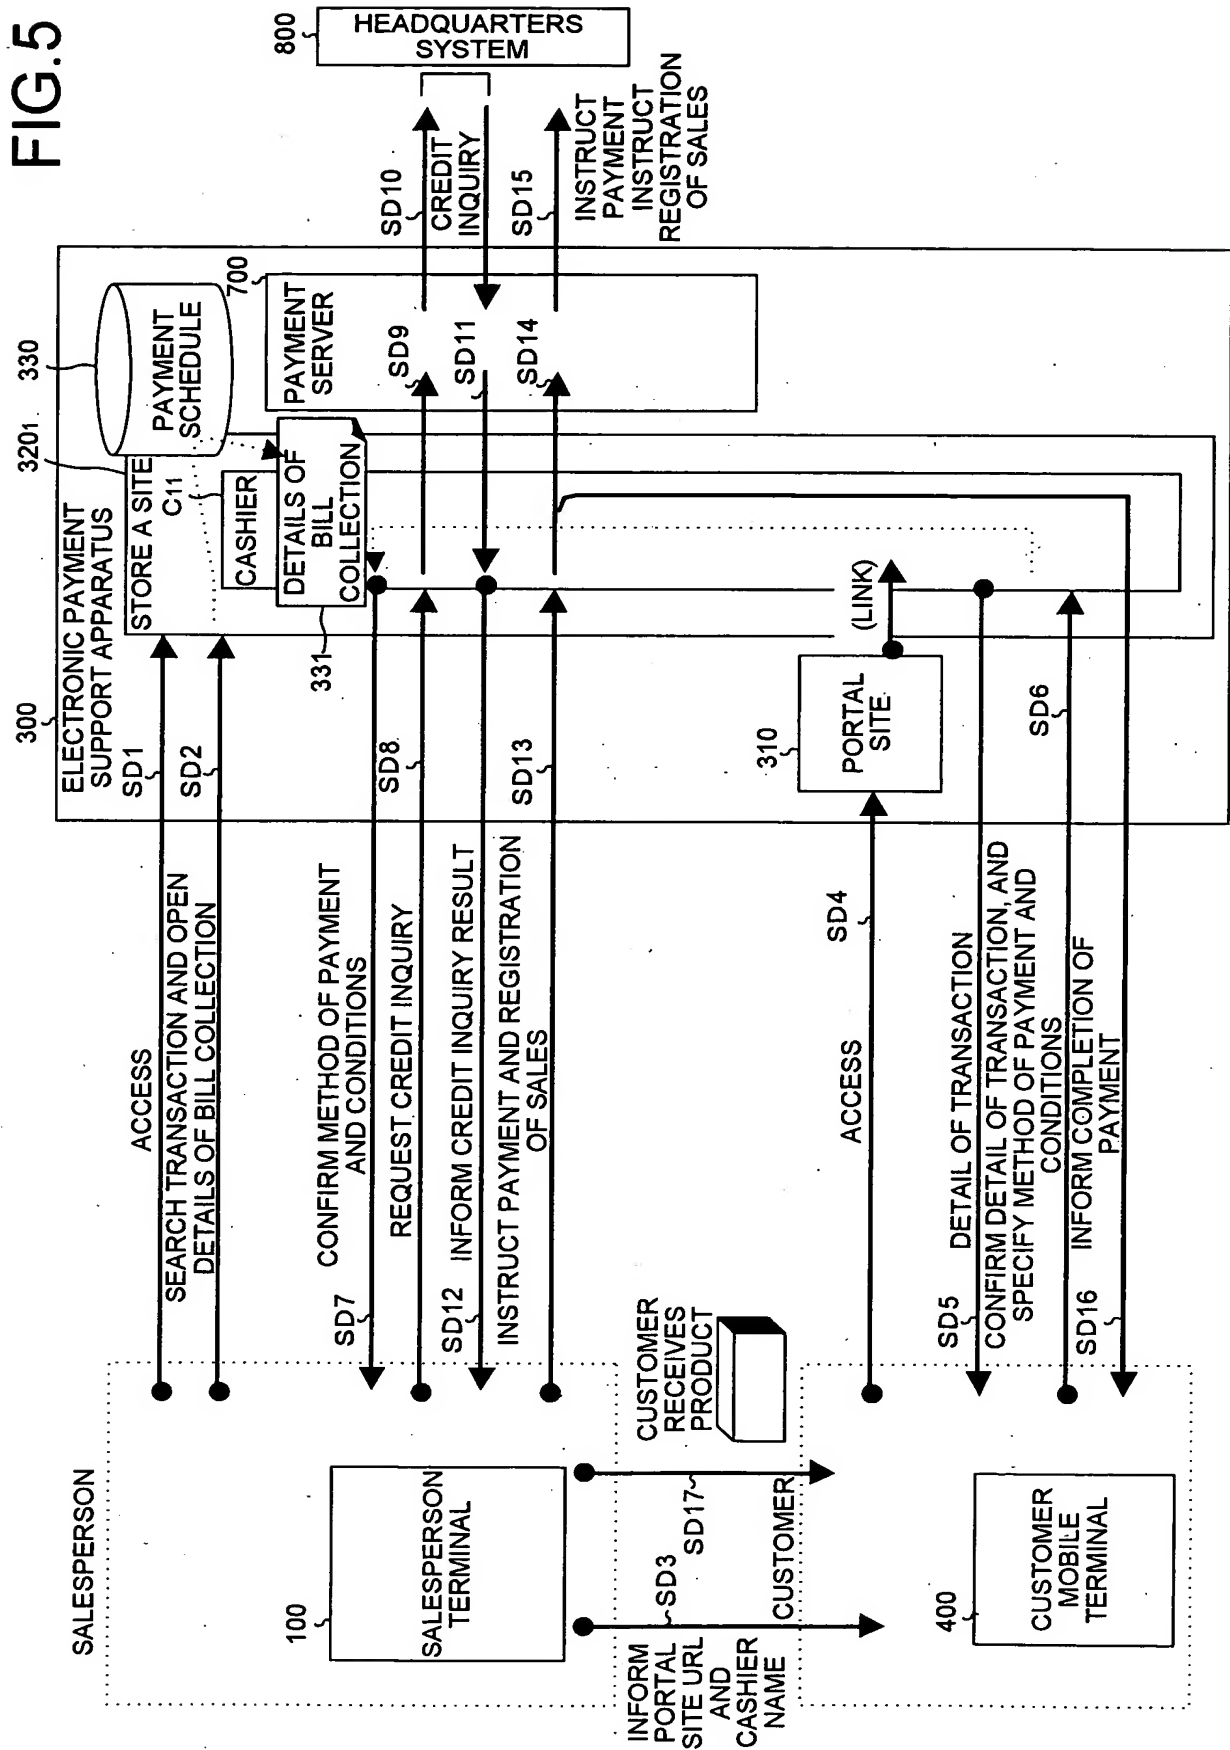 FIG.5
800
HEADQUARTERS
SYSTEM
SD10
CREDIT
INQUIRY
SD15
INSTRUCT
PAYMENT
INSTRUCT
REGISTRATION
OF SALES
300
ELECTRONIC PAYMENT
SUPPORT APPARATUS
3201
STORE A SITE
330
PAYMENT
SCHEDULE
700
PAYMENT
SERVER
C11
CASHIER
DETAILS OF
BILL
COLLECTION
331
SD9
SD11
SD14
SD1
SD2
SD8
SD13
310
PORTAL
SITE
(LINK)
SD6
ACCESS
SEARCH TRANSACTION AND OPEN
DETAILS OF BILL COLLECTION
CONFIRM METHOD OF PAYMENT
AND CONDITIONS
SD7
REQUEST CREDIT INQUIRY
INFORM CREDIT INQUIRY RESULT
SD12
INSTRUCT PAYMENT AND REGISTRATION
OF SALES
SD4
ACCESS
DETAIL OF TRANSACTION
SD5
CONFIRM DETAIL OF TRANSACTION, AND
SPECIFY METHOD OF PAYMENT AND
CONDITIONS
INFORM COMPLETION OF
PAYMENT
SD16
SALESPERSON
100
SALESPERSON
TERMINAL
CUSTOMER
RECEIVES
PRODUCT
SD17
SD3
INFORM
PORTAL
SITE URL
AND
CASHIER
NAME
CUSTOMER
400
CUSTOMER
MOBILE
TERMINAL